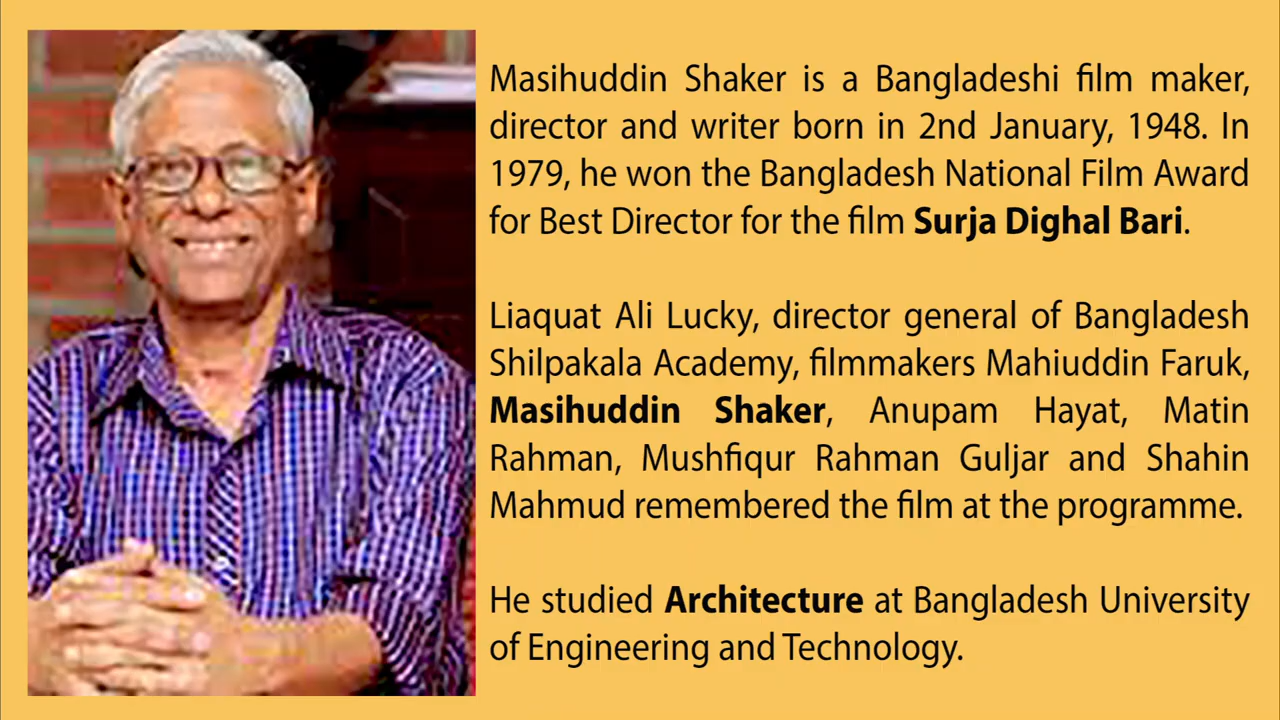 Masihuddin Shaker is a Bangladeshi film maker,
director and writer born in 2nd January, 1948. In
1979, he won the Bangladesh National Film Award
for Best Director for the film Surja Dighal Bari.
Liaquat Ali Lucky, director general of Bangladesh
Shilpakala Academy, filmmakers Mahiuddin Faruk,
Masihuddin Shaker, Anupam Hayat, Matin
Rahman, Mushfiqur Rahman Guljar and Shahin
Mahmud remembered the film at the programme.
He studied Architecture at Bangladesh University
of Engineering and Technology.